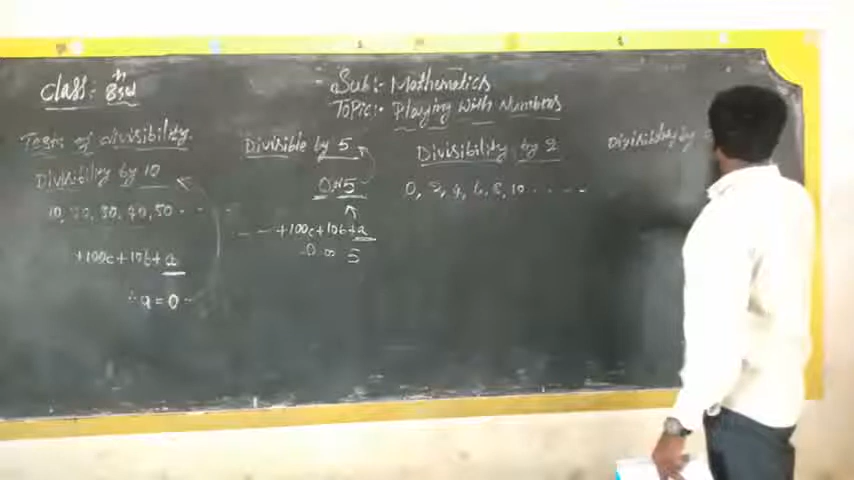 Class:- 8th
Sub:- Mathematics
Topic:- Playing with Numbers
Tests of divisibility
Divisibility by 10
10, 20, 30, 40, 50 - - -
+100c+10b+a
∴ a = 0
Divisible by 5
0 or 5
- - - +100c+10b+a
0 or 5
Divisibility by 2
0, 2, 4, 6, 8, 10 - - - -
Divisibility by